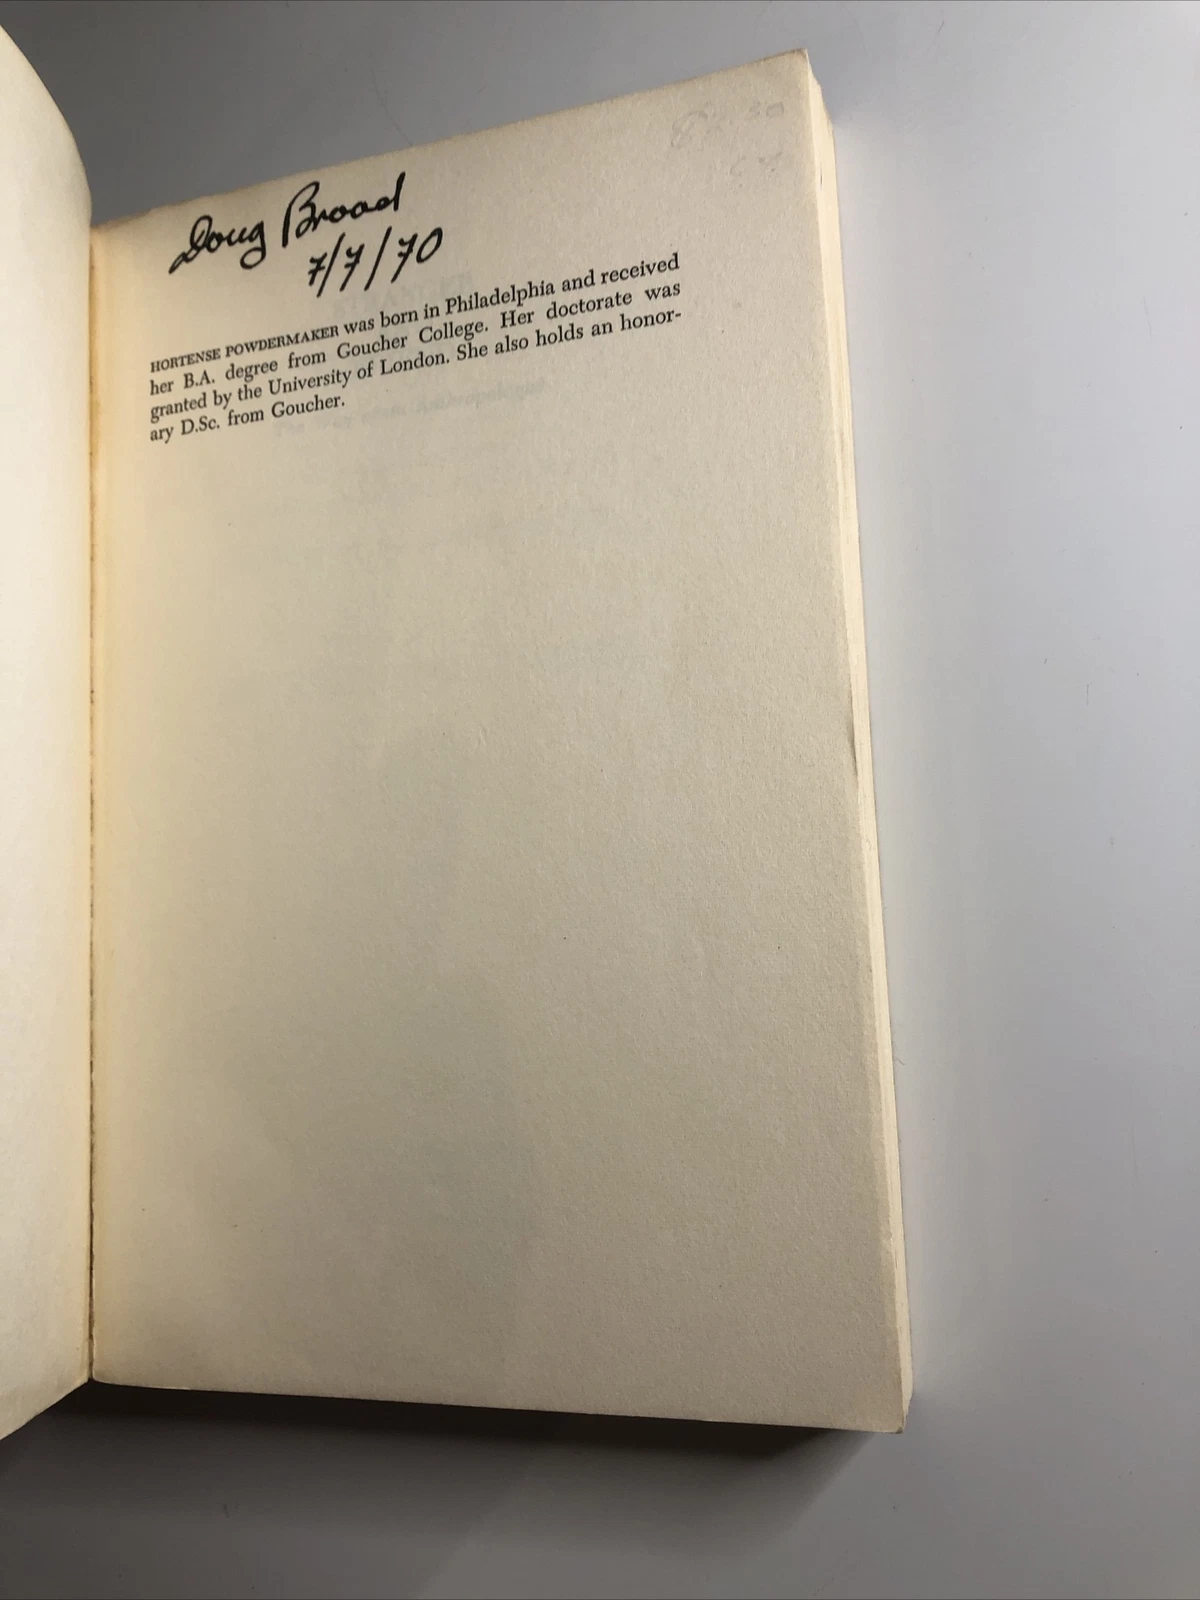 Doug Broad
7/7/70
HORTENSE POWDERMAKER was born in Philadelphia and received
her B.A. degree from Goucher College. Her doctorate was
granted by the University of London. She also holds an honor-
ary D.Sc. from Goucher.